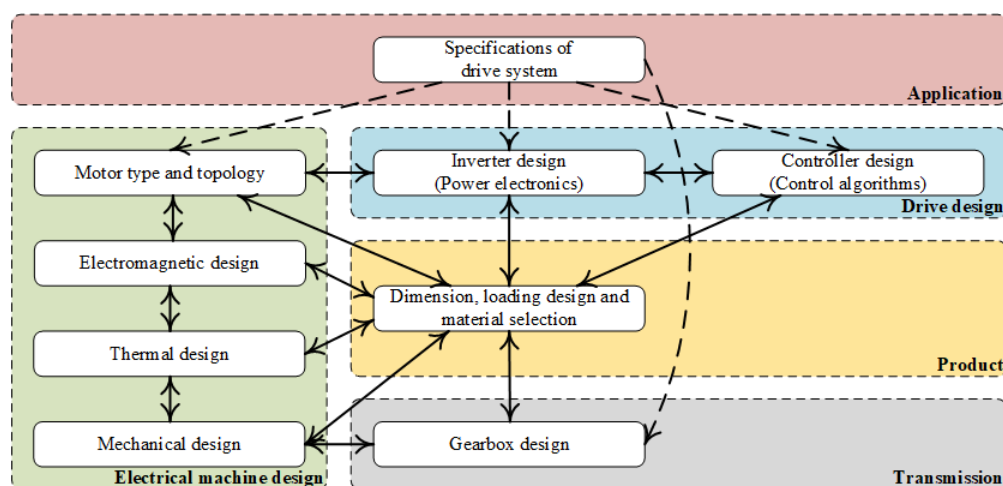 Specifications of
drive system
Application
Motor type and topology
Inverter design
(Power electronics)
Controller design
(Control algorithms)
Drive design
Electromagnetic design
Dimension, loading design and
material selection
Thermal design
Product
Mechanical design
Gearbox design
Electrical machine design
Transmission